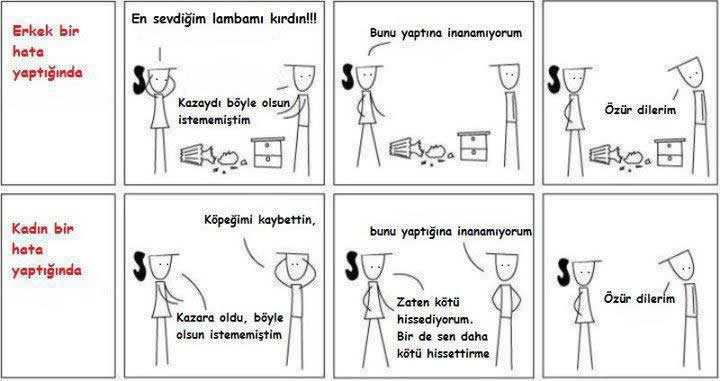 Erkek bir
hata
yaptığında
En sevdiğim lambamı kırdın!!!
Kazaydı böyle olsun
istememiştim
Bunu yaptına inanamıyorum
Özür dilerim
Kadın bir
hata
yaptığında
Köpeğimi kaybettin,
Kazara oldu, böyle
olsun istememiştim
bunu yaptığına inanamıyorum
Zaten kötü
hissediyorum.
Bir de sen daha
kötü hissettirme
Özür dilerim